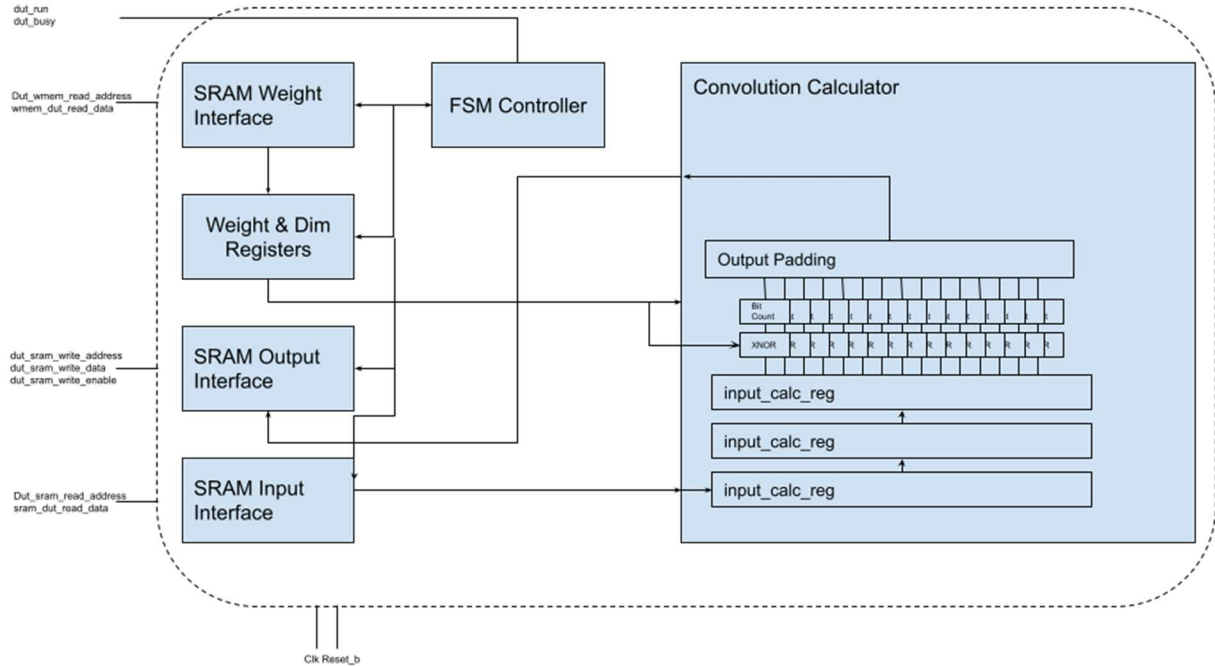 dut_run
dut_busy
Dut_wmem_read_address
wmem_dut_read_data
SRAM Weight
Interface
FSM Controller
Convolution Calculator
Weight & Dim
Registers
Output Padding
Bit
Count
t t t t t t t t t t t t t t
XNOR R R R R R R R R R R R R R R
dut_sram_write_address
dut_sram_write_data
dut_sram_write_enable
SRAM Output
Interface
input_calc_reg
input_calc_reg
input_calc_reg
Dut_sram_read_address
sram_dut_read_data
SRAM Input
Interface
Clk Reset_b